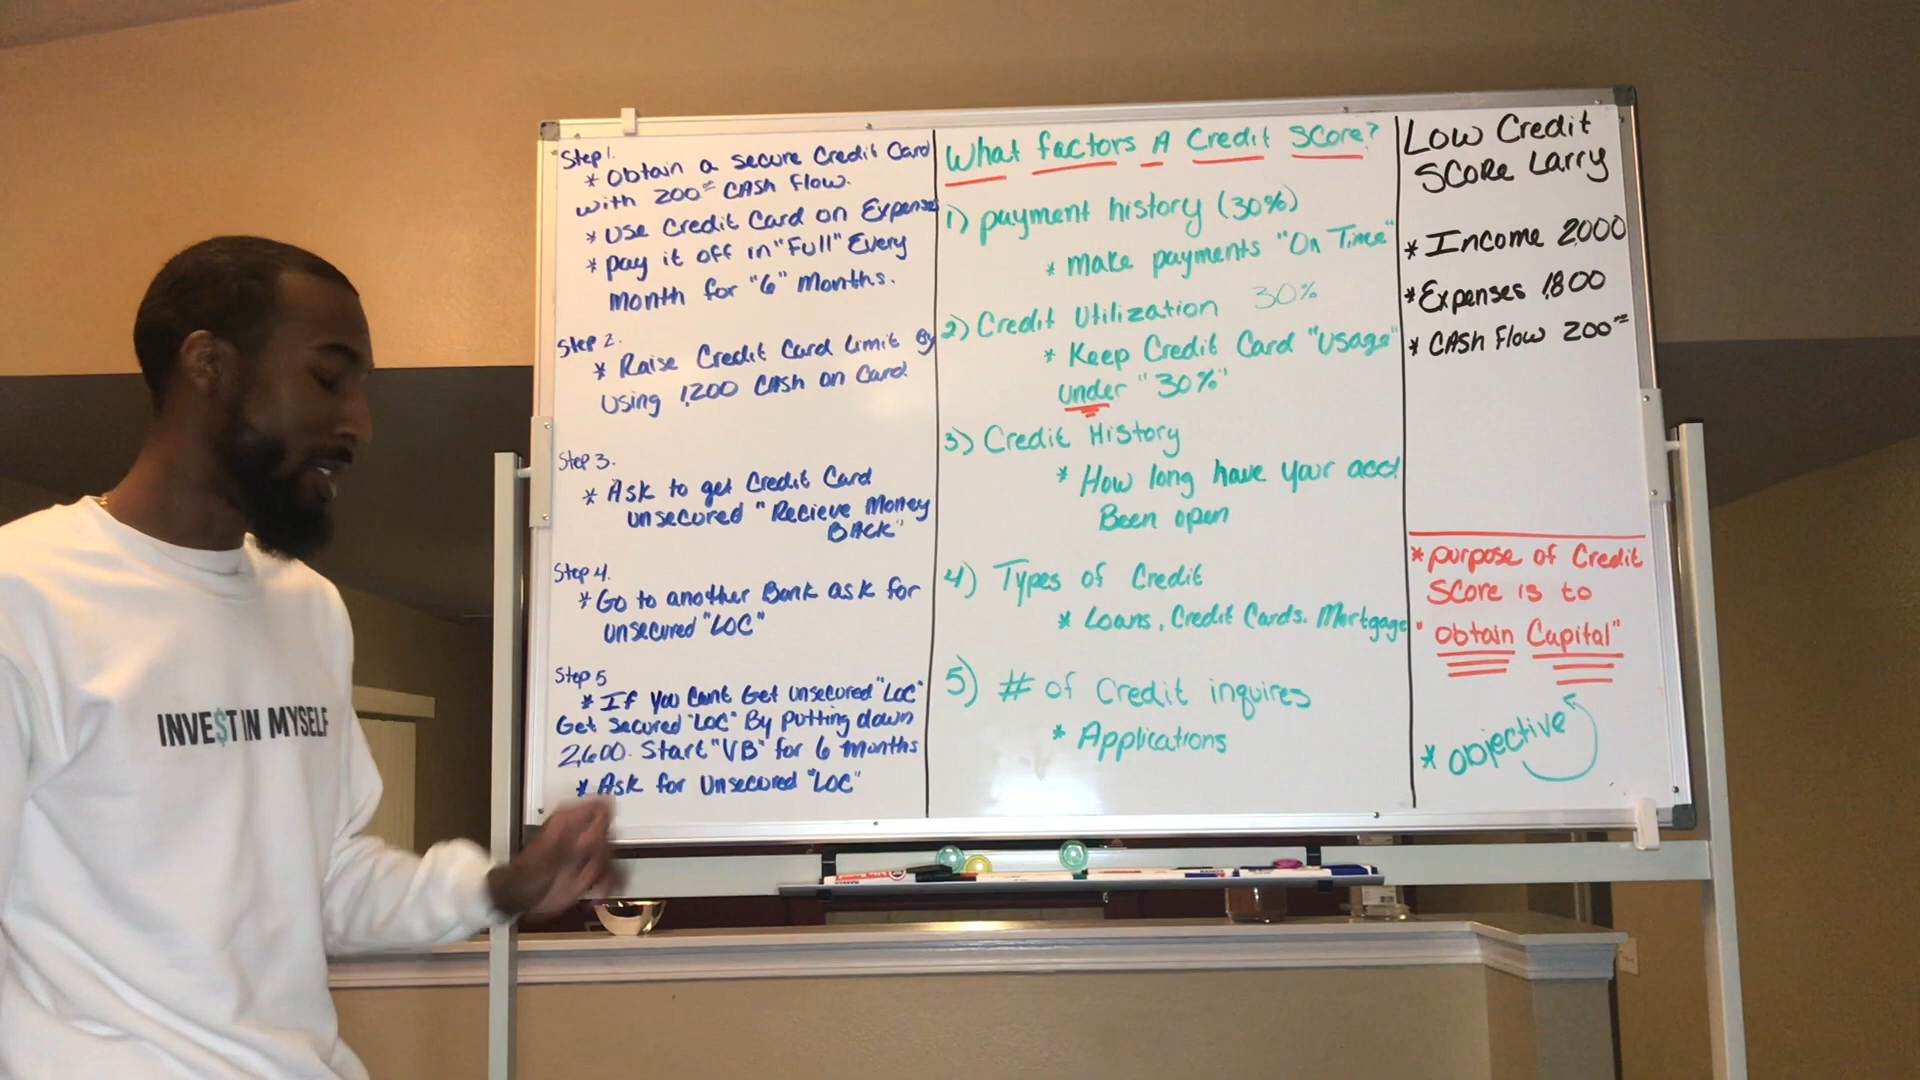 Step 1.
* Obtain a secure Credit Card
with 200 CASH Flow.
* Use Credit Card on Expense
* pay it off in "Full" Every
month for "6" months.
Step 2.
* Raise Credit Card Limit By
Using 1,200 CASH on Card.
Step 3.
* Ask to get Credit Card
unsecured "Recieve Money
BACK"
Step 4.
* Go to another Bank ask for
unsecured "LOC"
Step 5
* If you Cant Get unsecured "LOC"
Get secured "LOC" By putting down
2,600. Start "VB" for 6 months
* Ask for Unsecured "LOC"
What factors A Credit Score?
1) payment history (30%)
* make payments "On Time"
2) Credit Utilization 30%
* Keep Credit Card "Usage"
under "30%"
3) Credit History
* How long have your acct
Been open
4) Types of Credit
* Loans, Credit Cards. Mortgage
5) # of Credit inquires
* Applications
Low Credit
SCORE Larry
* Income 2,000
* Expenses 1,800
* CASH Flow 200
* purpose of Credit
Score is to
"Obtain Capital"
* objective
INVE$T IN MYSELF